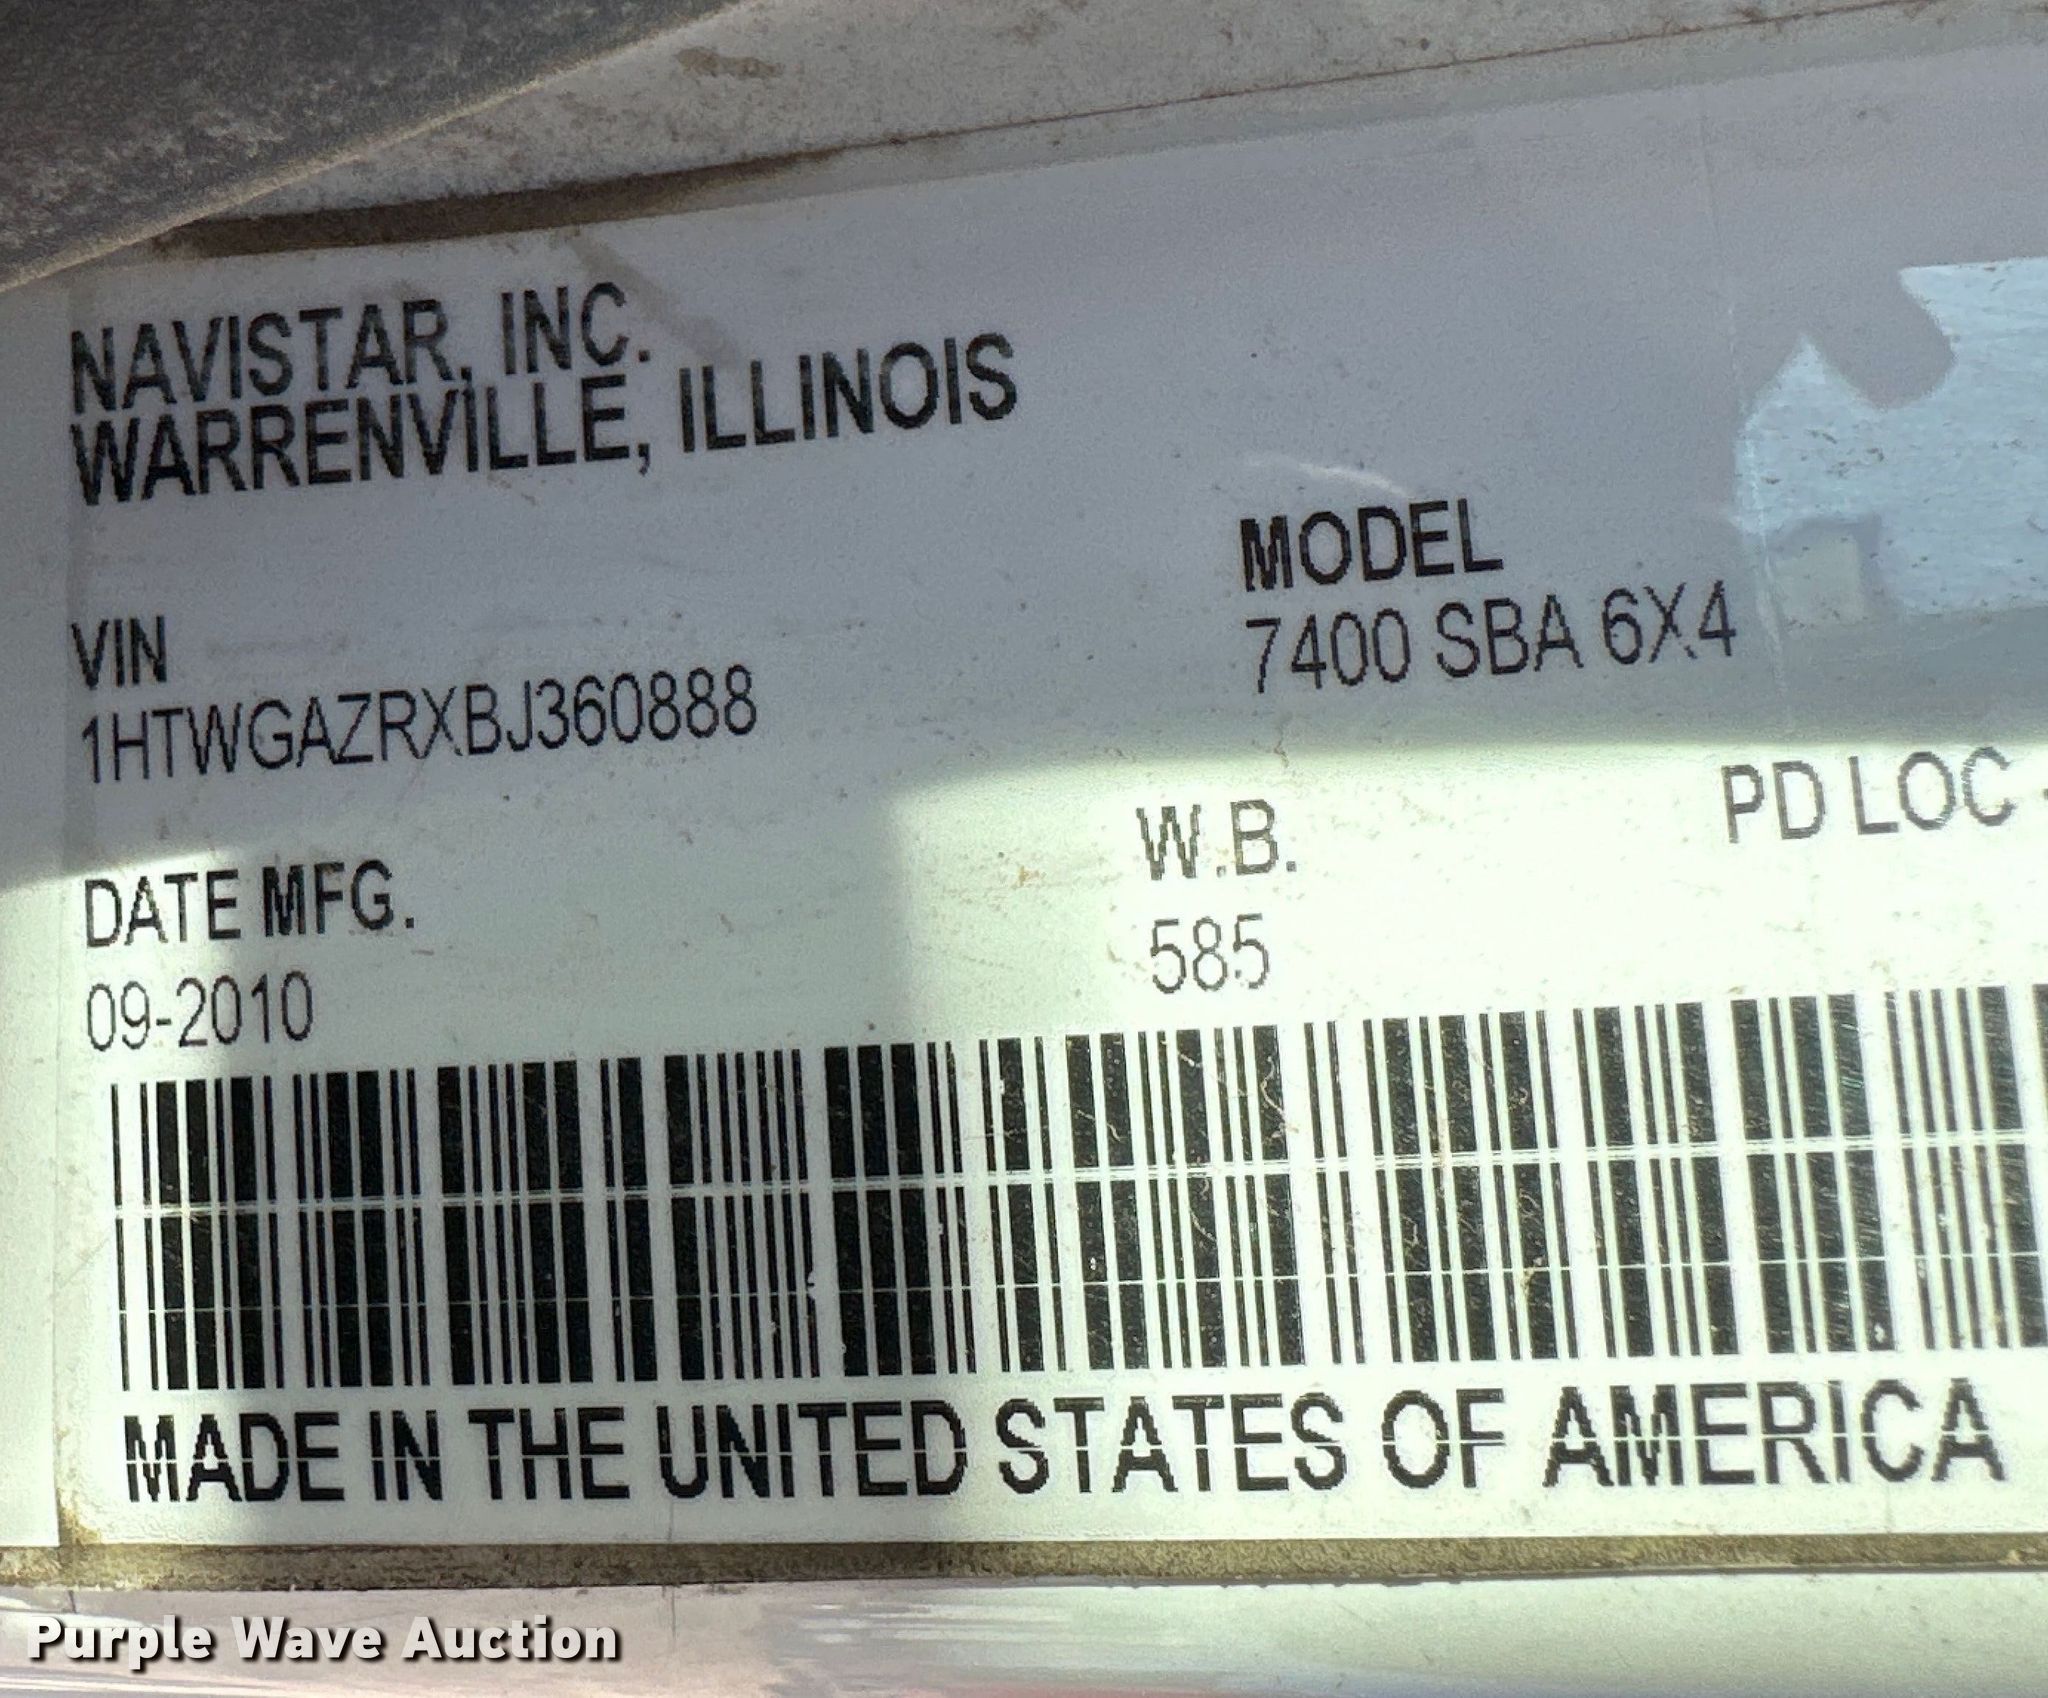 NAVISTAR, INC.
WARRENVILLE, ILLINOIS
MODEL
7400 SBA 6X4
VIN
1HTWGAZRXBJ360888
PD LOC -
W.B.
585
DATE MFG.
09-2010
MADE IN THE UNITED STATES OF AMERICA
Purple Wave Auction